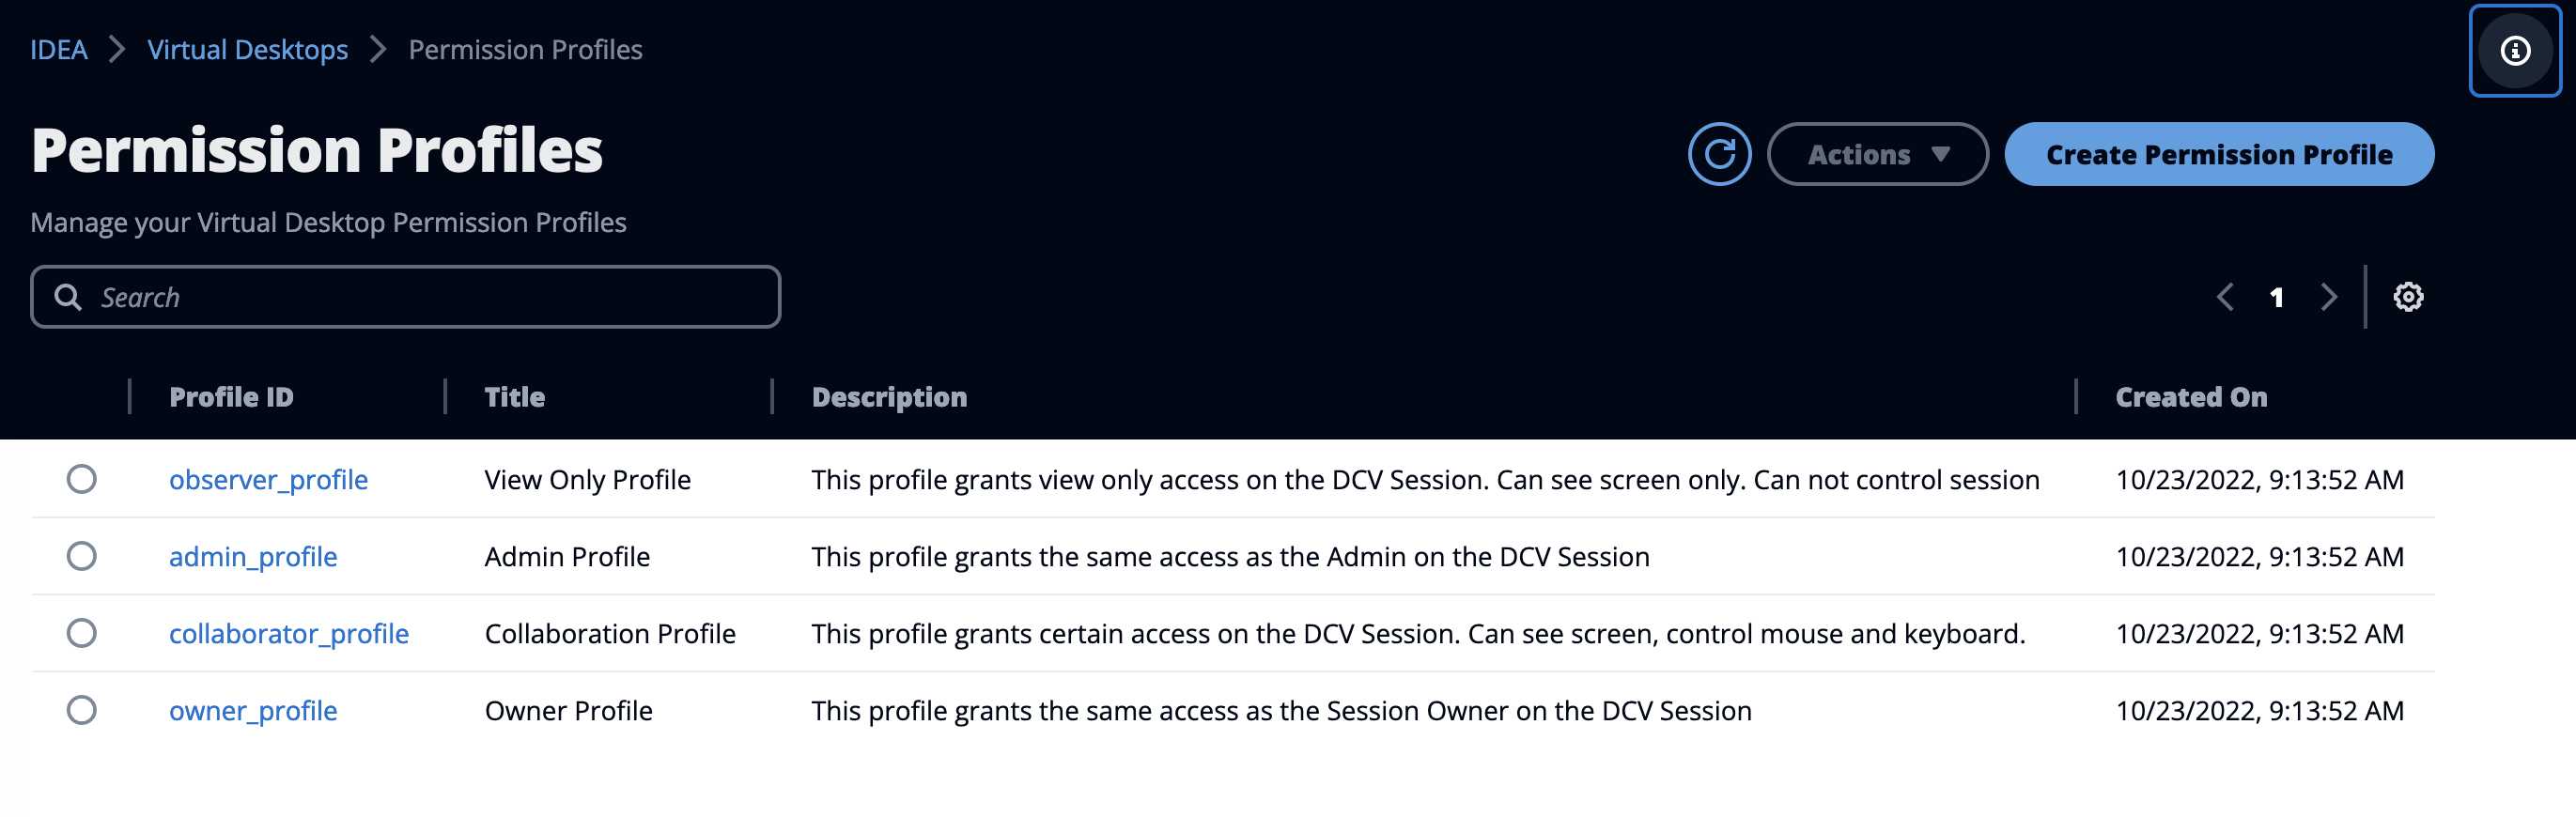 IDEA > Virtual Desktops > Permission Profiles
Permission Profiles
Actions
Create Permission Profile
Manage your Virtual Desktop Permission Profiles
Search
1
Profile ID Title Description Created On
observer_profile View Only Profile This profile grants view only access on the DCV Session. Can see screen only. Can not control session 10/23/2022, 9:13:52 AM
admin_profile Admin Profile This profile grants the same access as the Admin on the DCV Session 10/23/2022, 9:13:52 AM
collaborator_profile Collaboration Profile This profile grants certain access on the DCV Session. Can see screen, control mouse and keyboard. 10/23/2022, 9:13:52 AM
owner_profile Owner Profile This profile grants the same access as the Session Owner on the DCV Session 10/23/2022, 9:13:52 AM